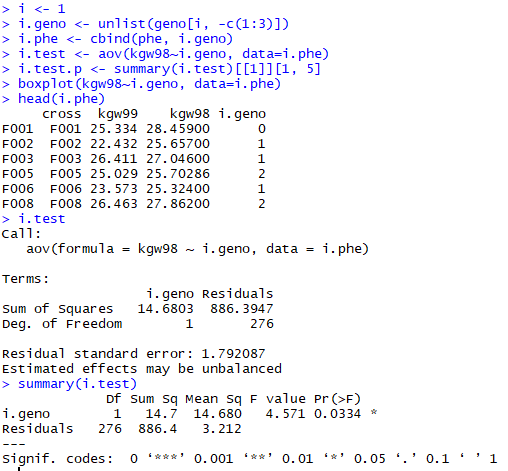 > i <- 1
> i.geno <- unlist(geno[i, -c(1:3)])
> i.phe <- cbind(phe, i.geno)
> i.test <- aov(kgw98~i.geno, data=i.phe)
> i.test.p <- summary(i.test)[[1]][1, 5]
> boxplot(kgw98~i.geno, data=i.phe)
> head(i.phe)
     cross  kgw99    kgw98 i.geno
F001  F001 25.334 28.45900      0
F002  F002 22.432 25.65700      1
F003  F003 26.411 27.04600      1
F005  F005 25.029 25.70286      2
F006  F006 23.573 25.32400      1
F008  F008 26.463 27.86200      2
> i.test
Call:
   aov(formula = kgw98 ~ i.geno, data = i.phe)

Terms:
                  i.geno Residuals
Sum of Squares   14.6803  886.3947
Deg. of Freedom        1       276

Residual standard error: 1.792087
Estimated effects may be unbalanced
> summary(i.test)
             Df Sum Sq Mean Sq F value Pr(>F)
i.geno        1   14.7  14.680   4.571 0.0334 *
Residuals   276  886.4   3.212
---
Signif. codes:  0 ‘***’ 0.001 ‘**’ 0.01 ‘*’ 0.05 ‘.’ 0.1 ‘ ’ 1